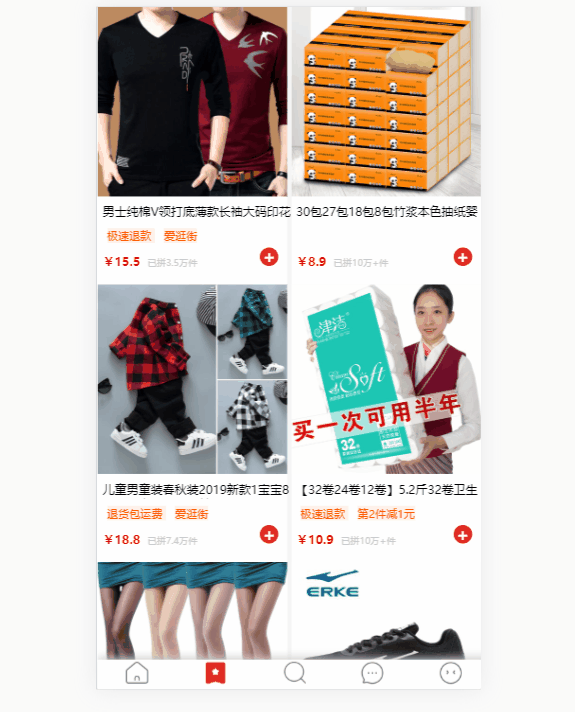 男士纯棉V领打底薄款长袖大码印花
极速退款 爱逛街
￥15.5 已拼3.5万件
30包27包18包8包竹浆本色抽纸婴
￥8.9 已拼10万+件
津洁
Soft
买一次可用半年
32卷
儿童男童装春秋装2019新款1宝宝8
退货包运费 爱逛街
￥18.8 已拼7.4万件
【32卷24卷12卷】5.2斤32卷卫生
极速退款 第2件减1元
￥10.9 已拼10万+件
ERKE